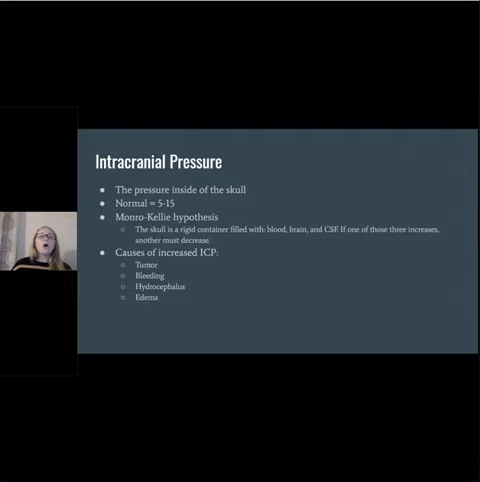 Intracranial Pressure
● The pressure inside of the skull
● Normal = 5-15
● Monro-Kellie hypothesis
○ The skull is a rigid container filled with: blood, brain, and CSF. If one of those three increases,
another must decrease.
● Causes of increased ICP:
○ Tumor
○ Bleeding
○ Hydrocephalus
○ Edema